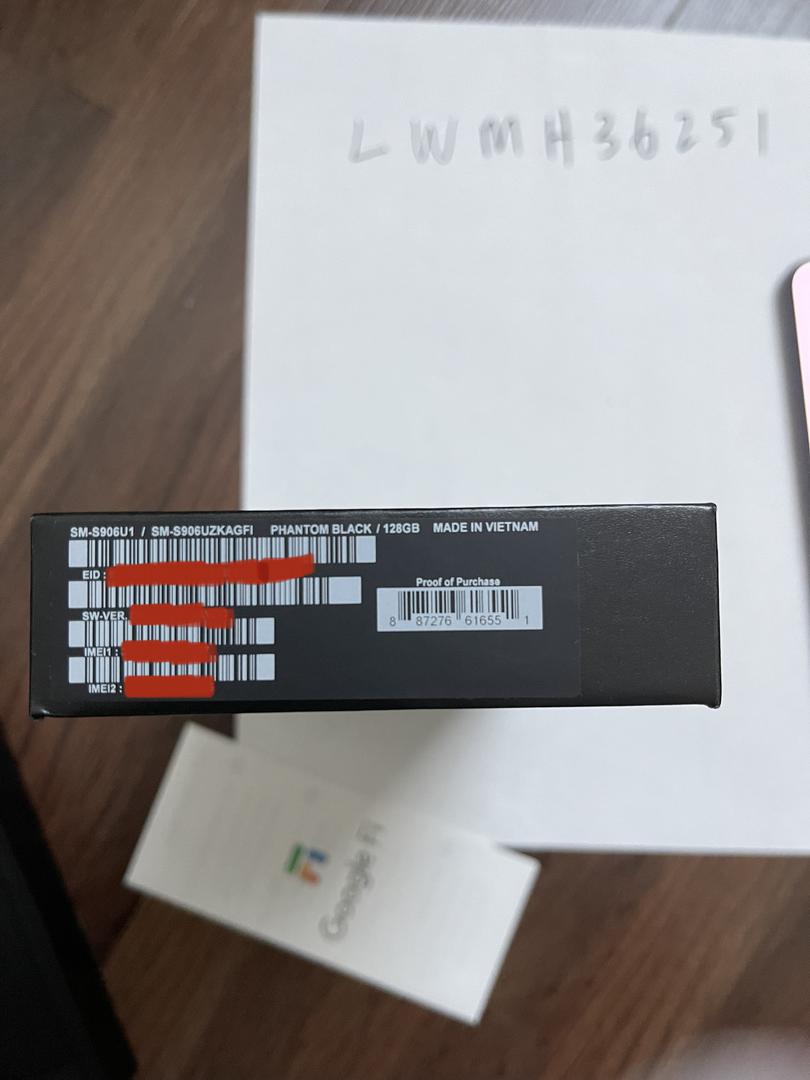 LWMH36251
SM-S906U1 / SM-S906UZKAGFI PHANTOM BLACK / 128GB MADE IN VIETNAM
EID :
SW-VER.
IMEI1 :
IMEI2 :
Proof of Purchase
8 87276 61655 1
Google Fi